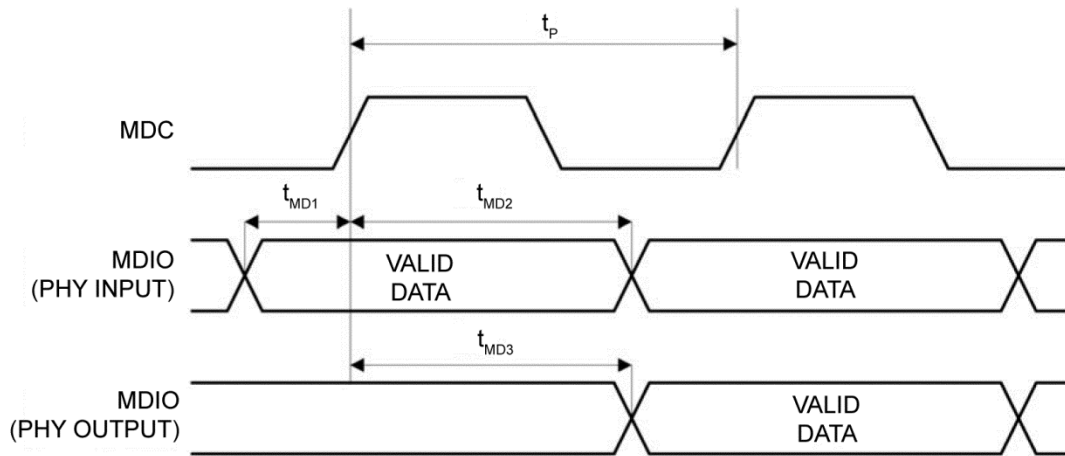 tP
MDC
tMD1
tMD2
MDIO
(PHY INPUT)
VALID
DATA
VALID
DATA
tMD3
MDIO
(PHY OUTPUT)
VALID
DATA